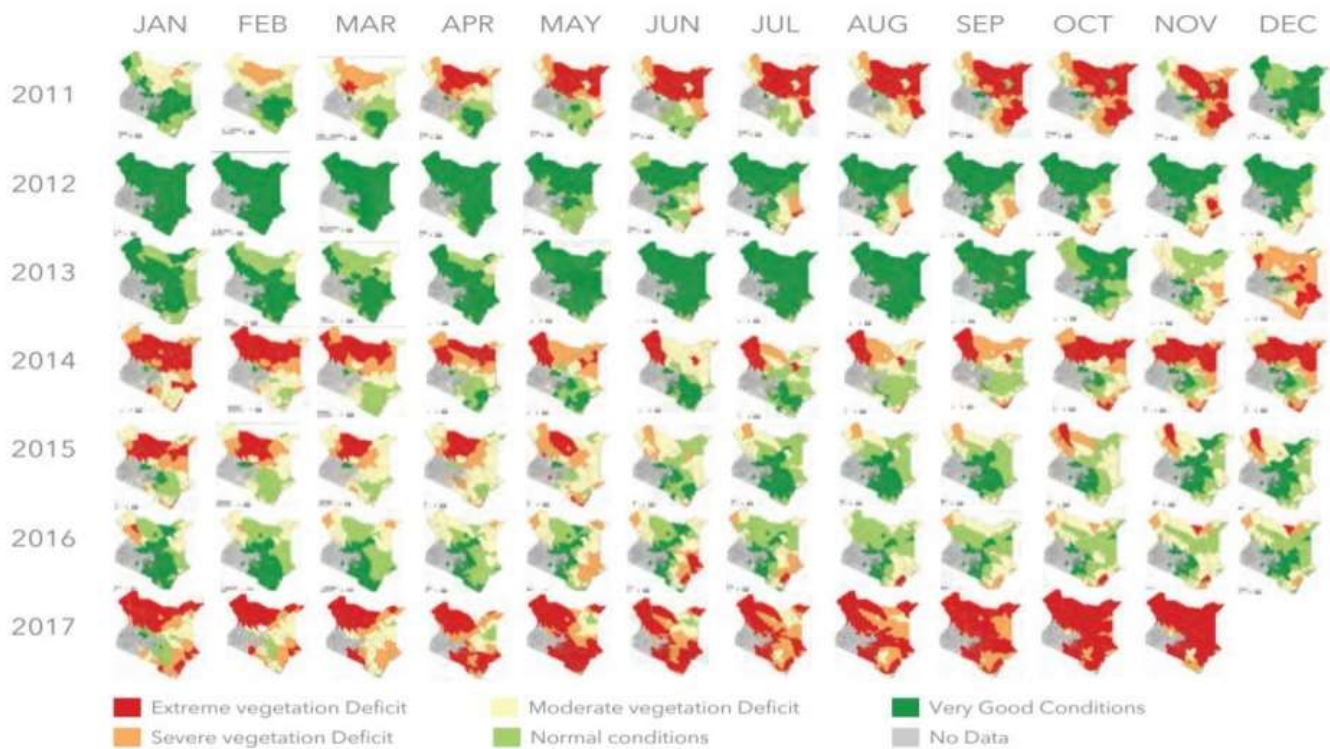 JAN FEB MAR APR MAY JUN JUL AUG SEP OCT NOV DEC
2011
2012
2013
2014
2015
2016
2017
Extreme vegetation Deficit Moderate vegetation Deficit Very Good Conditions
Severe vegetation Deficit Normal conditions No Data